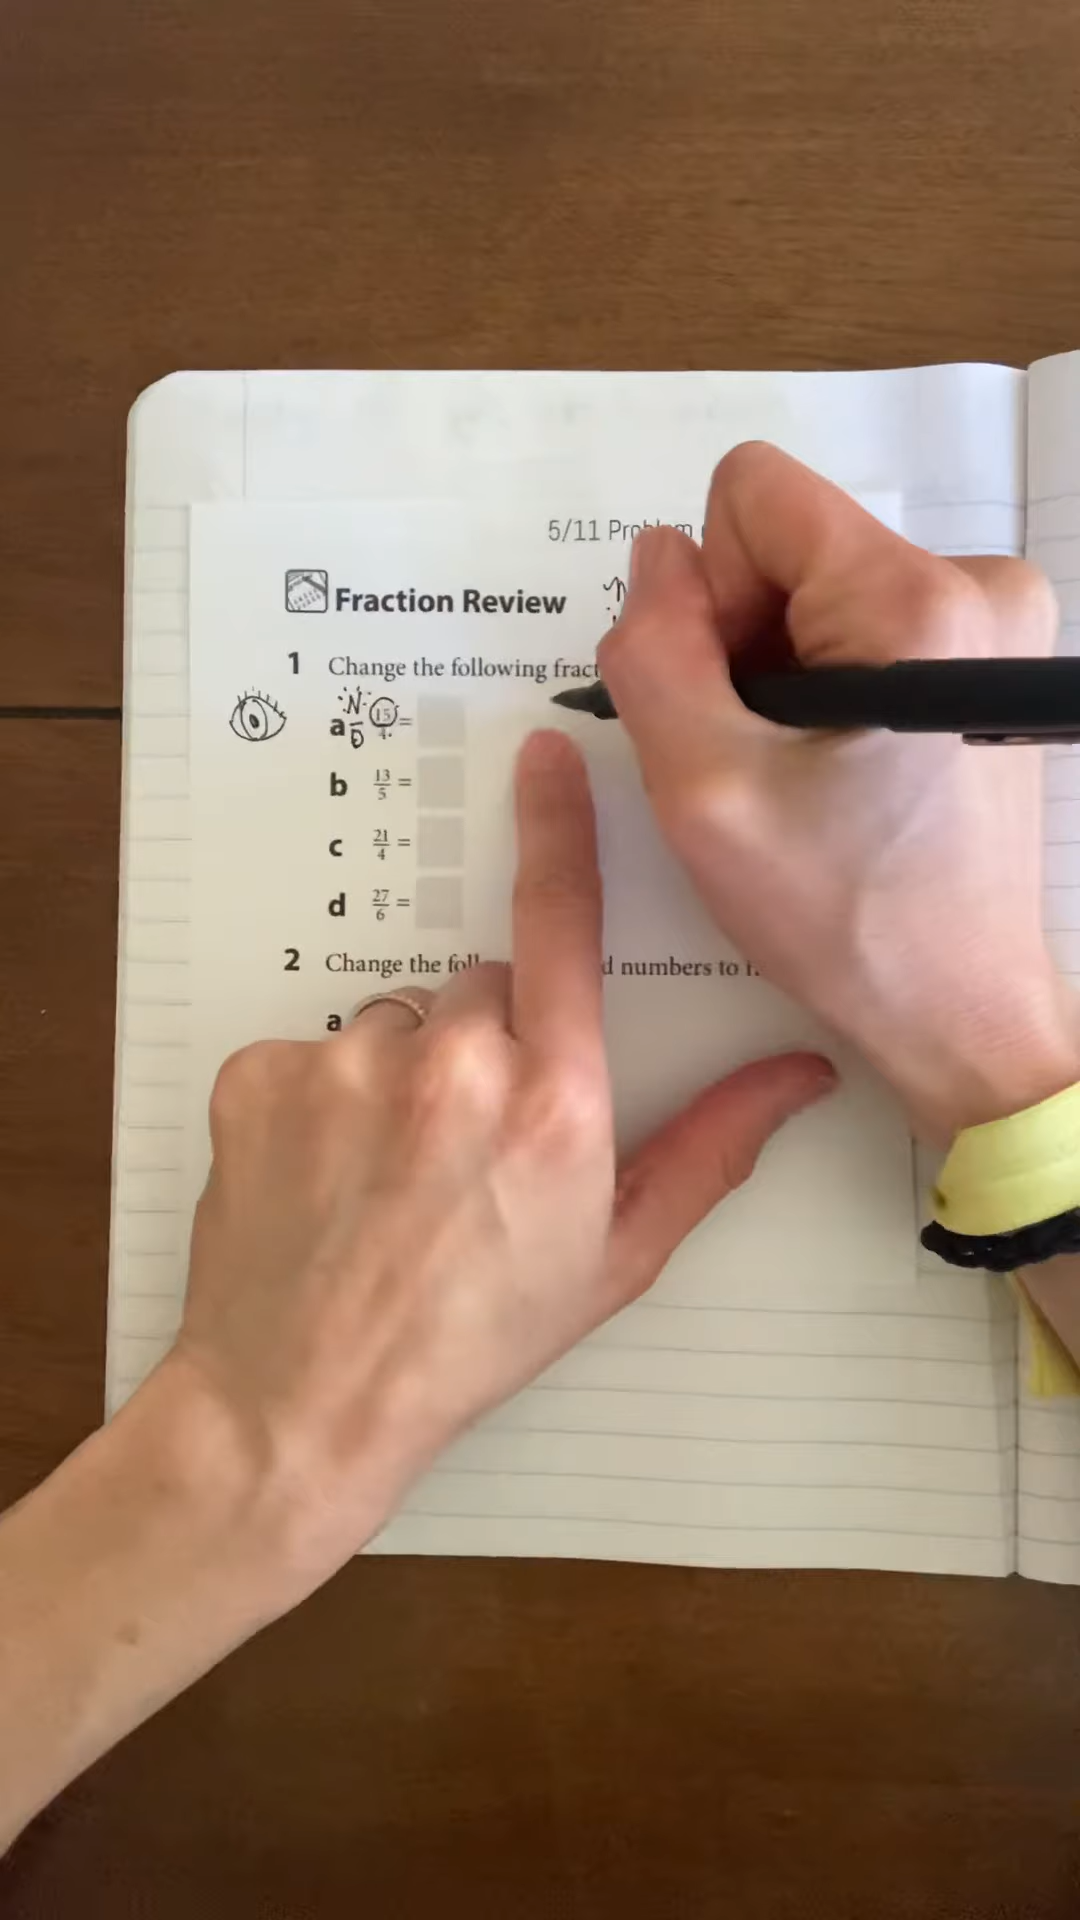 5/11 Problem
Fraction Review
1 Change the following fract
N
a D 15/4 =
b 13/5 =
c 21/4 =
d 27/6 =
2 Change the foll d numbers to
a